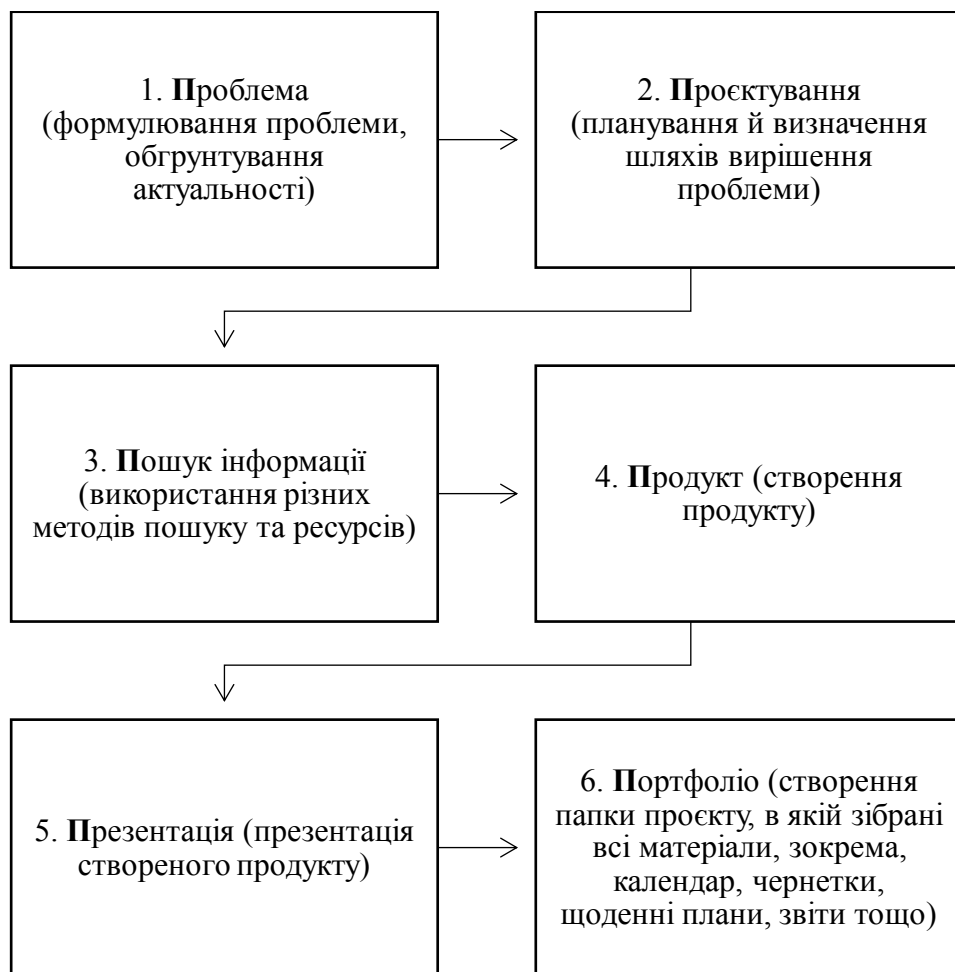 1. Проблема
(формулювання проблеми,
обгрунтування
актуальності)
2. Проєктування
(планування й визначення
шляхів вирішення
проблеми)
3. Пошук інформації
(використання різних
методів пошуку та ресурсів)
4. Продукт (створення
продукту)
5. Презентація (презентація
створеного продукту)
6. Портфоліо (створення
папки проєкту, в якій зібрані
всі матеріали, зокрема,
календар, чернетки,
щоденні плани, звіти тощо)